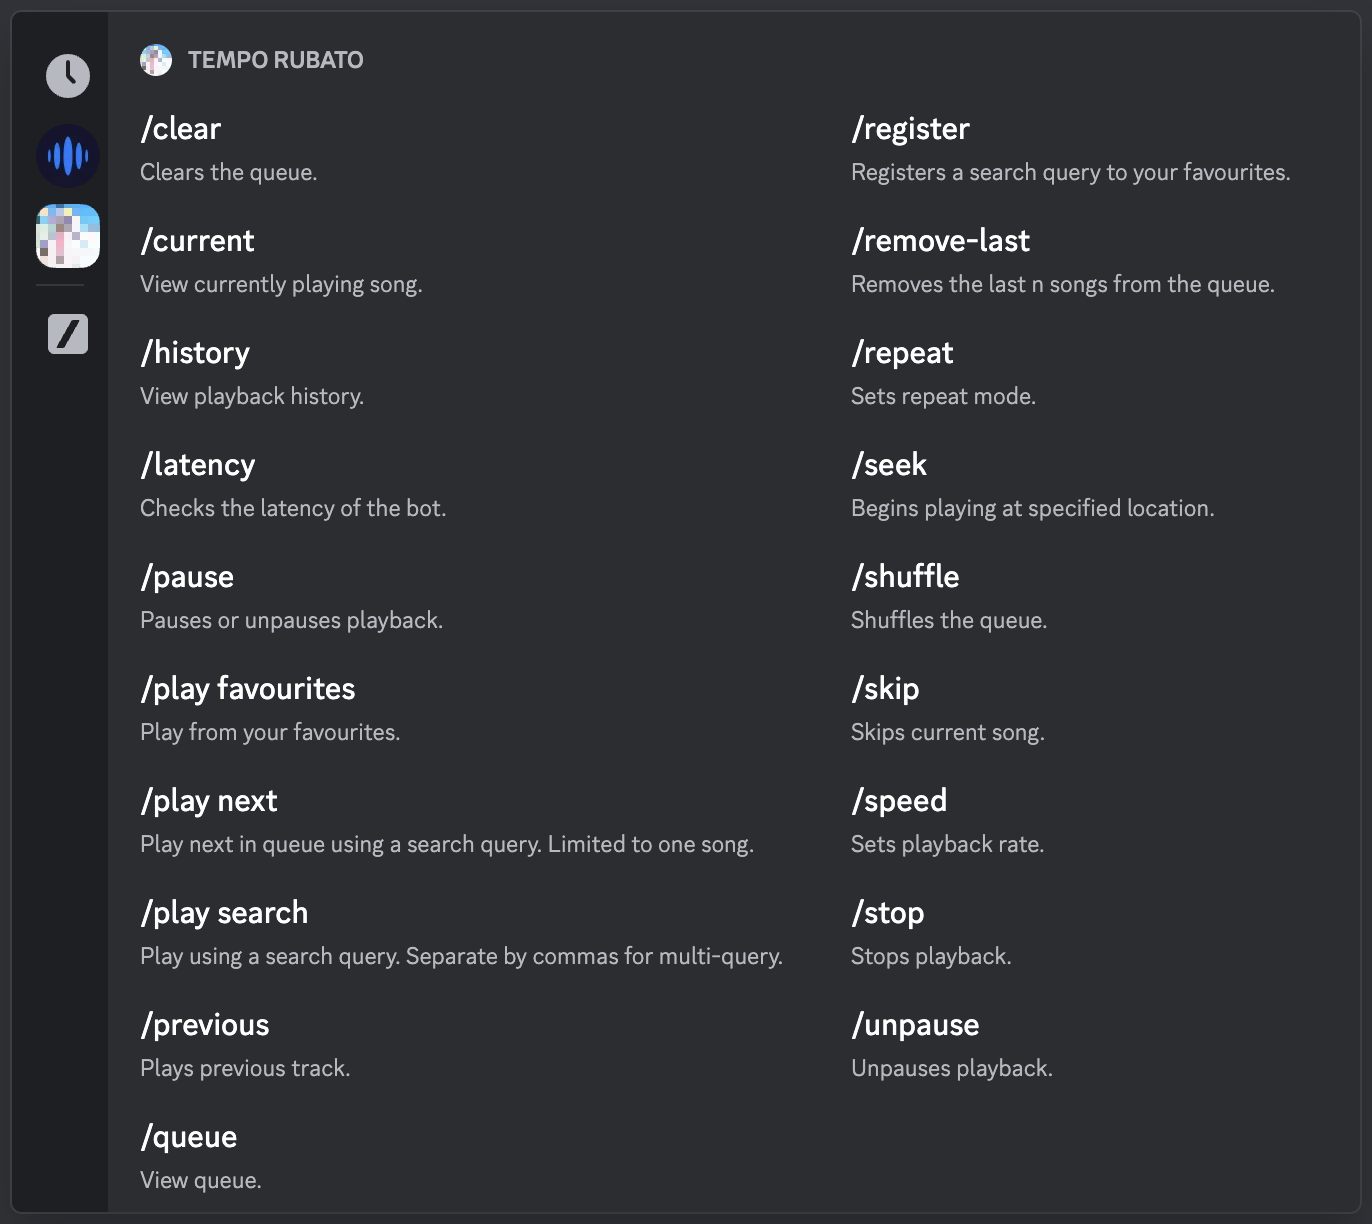 TEMPO RUBATO
/clear
Clears the queue.
/current
View currently playing song.
/history
View playback history.
/latency
Checks the latency of the bot.
/pause
Pauses or unpauses playback.
/play favourites
Play from your favourites.
/play next
Play next in queue using a search query. Limited to one song.
/play search
Play using a search query. Separate by commas for multi-query.
/previous
Plays previous track.
/queue
View queue.
/register
Registers a search query to your favourites.
/remove-last
Removes the last n songs from the queue.
/repeat
Sets repeat mode.
/seek
Begins playing at specified location.
/shuffle
Shuffles the queue.
/skip
Skips current song.
/speed
Sets playback rate.
/stop
Stops playback.
/unpause
Unpauses playback.